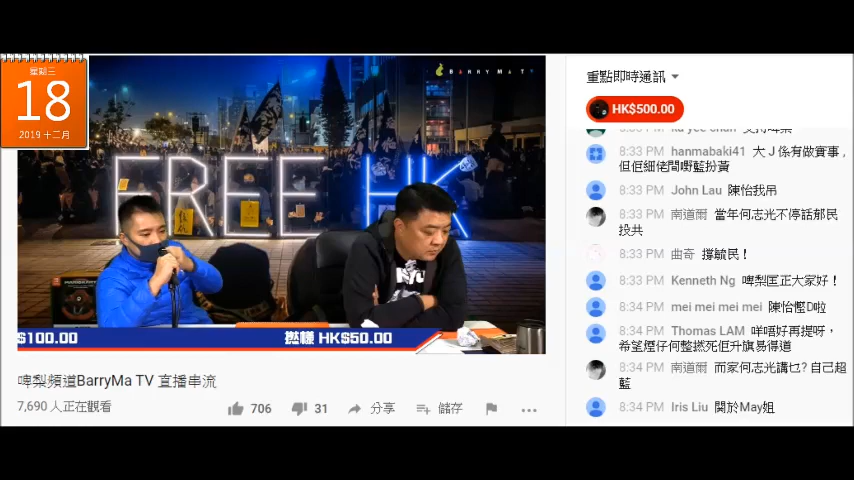 星期三
18
2019 十二月
BARRYMA TV
FREE HK
$100.00
撚樣 HK$50.00
啤梨頻道BarryMa TV 直播串流
7,690 人正在觀看
706
31
分享
儲存
重點即時通訊
HK$500.00
hanmabaki41 大 J 係有做實事 ,
但佢細佬間嘢藍扮黃
8:33 PM
8:33 PM John Lau 陳怡我吊
8:33 PM 南道爾 當年何志光不停話郁民
投共
8:33 PM 曲奇 撐毓民！
8:33 PM Kenneth Ng 啤梨匡正大家好！
8:34 PM mei mei mei mei 陳怡慳D啦
8:34 PM Thomas LAM 咩唔好再提呀，
希望煙仔何整撚死佢升旗易得道
8:34 PM 南道爾 而家何志光講乜? 自己超
藍
8:34 PM Iris Liu 關於May姐